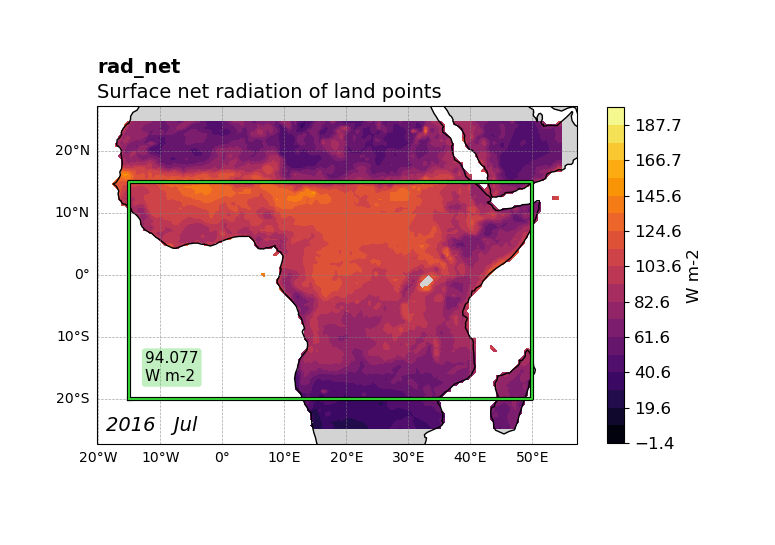 rad_net
Surface net radiation of land points
20°N
10°N
0°
10°S
20°S
20°W 10°W 0° 10°E 20°E 30°E 40°E 50°E
94.077
W m-2
2016 Jul
187.7
166.7
145.6
124.6
103.6
82.6
61.6
40.6
19.6
−1.4
W m-2